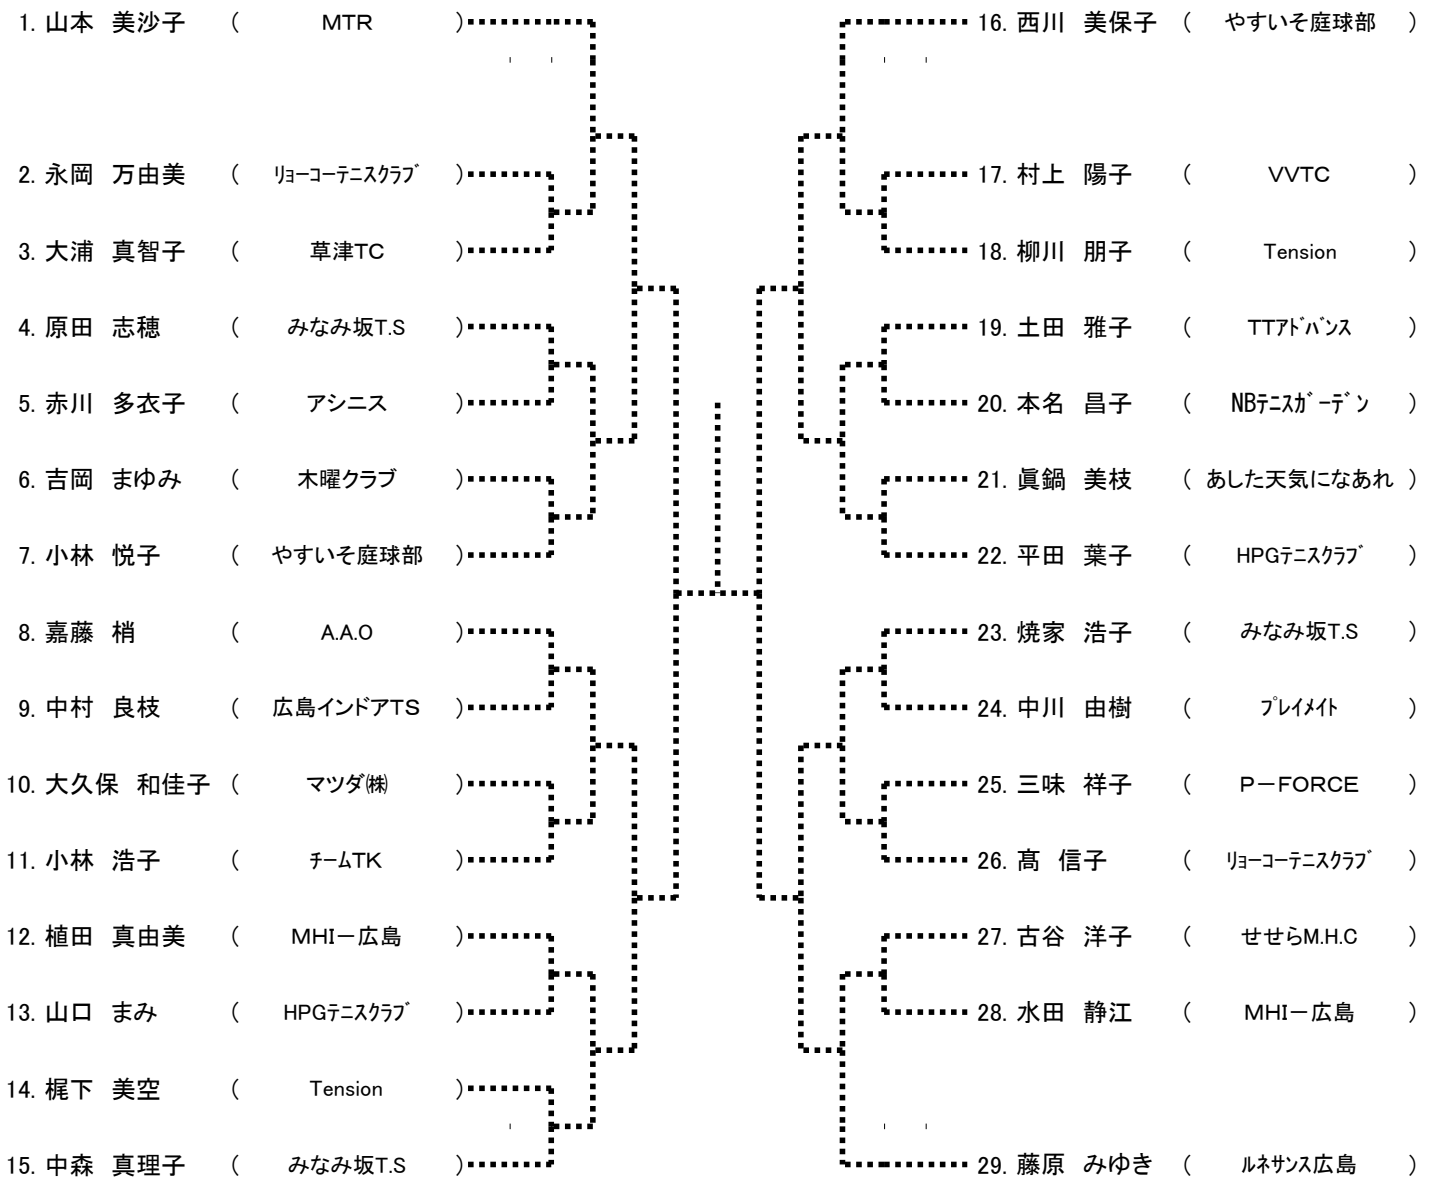 1. 山本　美沙子 （ MTR ）
2. 永岡　万由美 （ ﾘｮｰｺｰﾃﾆｽｸﾗﾌﾞ ）
3. 大浦　真智子 （ 草津TC ）
4. 原田　志穂 （ みなみ坂T.S ）
5. 赤川　多衣子 （ アシニス ）
6. 吉岡　まゆみ （ 木曜クラブ ）
7. 小林　悦子 （ やすいそ庭球部 ）
8. 嘉藤　梢 （ A.A.O ）
9. 中村　良枝 （ 広島インドアTS ）
10. 大久保　和佳子 （ マツダ㈱ ）
11. 小林　浩子 （ ﾁｰﾑTK ）
12. 植田　真由美 （ MHI－広島 ）
13. 山口　まみ （ HPGﾃﾆｽｸﾗﾌﾞ ）
14. 梶下　美空 （ Tension ）
15. 中森　真理子 （ みなみ坂T.S ）
16. 西川　美保子 （ やすいそ庭球部 ）
17. 村上　陽子 （ VVTC ）
18. 柳川　朋子 （ Tension ）
19. 土田　雅子 （ TTｱﾄﾞﾊﾞﾝｽ ）
20. 本名　昌子 （ NBﾃﾆｽｶﾞｰﾃﾞﾝ ）
21. 眞鍋　美枝 （ あした天気になあれ ）
22. 平田　葉子 （ HPGﾃﾆｽｸﾗﾌﾞ ）
23. 焼家　浩子 （ みなみ坂T.S ）
24. 中川　由樹 （ ﾌﾟﾚｲﾒｲﾄ ）
25. 三味　祥子 （ P－FORCE ）
26. 髙　信子 （ ﾘｮｰｺｰﾃﾆｽｸﾗﾌﾞ ）
27. 古谷　洋子 （ せせらM.H.C ）
28. 水田　静江 （ MHI－広島 ）
29. 藤原　みゆき （ ﾙﾈｻﾝｽ広島 ）